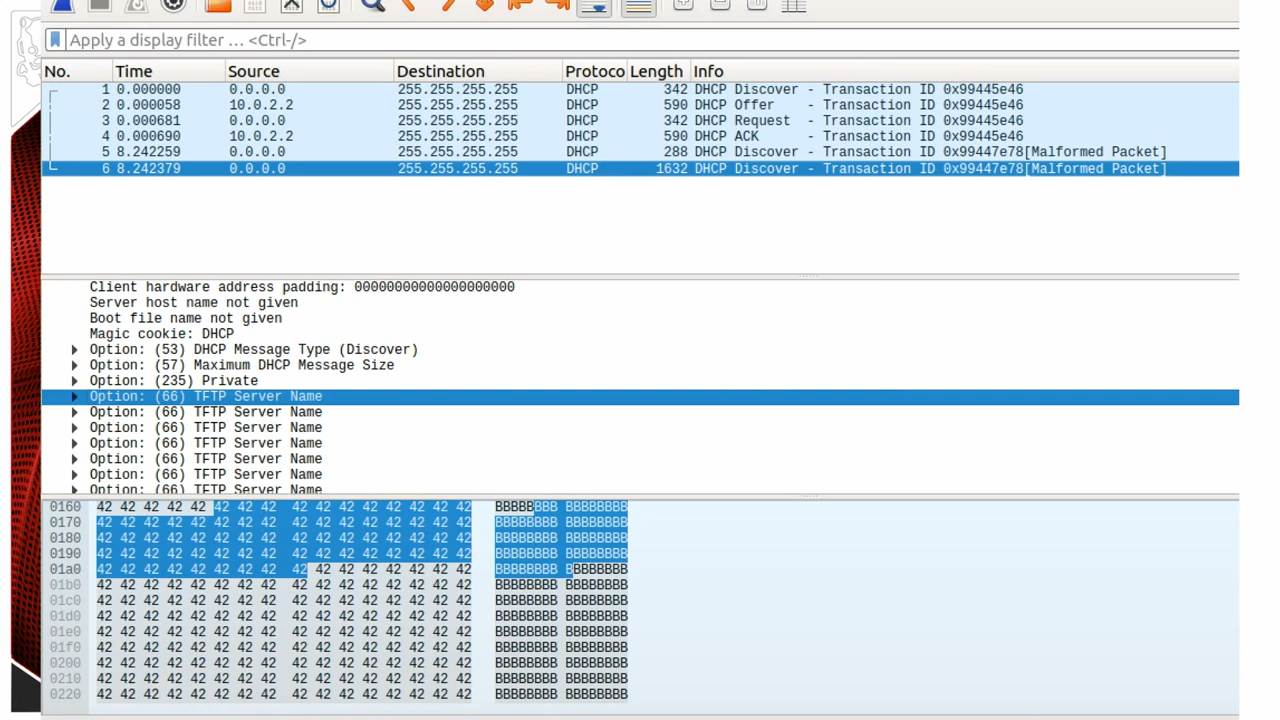 Apply a display filter … <Ctrl-/>
No. Time Source Destination Protoco Length Info
1 0.000000 0.0.0.0 255.255.255.255 DHCP 342 DHCP Discover - Transaction ID 0x99445e46
2 0.000058 10.0.2.2 255.255.255.255 DHCP 590 DHCP Offer - Transaction ID 0x99445e46
3 0.000681 0.0.0.0 255.255.255.255 DHCP 342 DHCP Request - Transaction ID 0x99445e46
4 0.000690 10.0.2.2 255.255.255.255 DHCP 590 DHCP ACK - Transaction ID 0x99445e46
5 8.242259 0.0.0.0 255.255.255.255 DHCP 288 DHCP Discover - Transaction ID 0x99447e78[Malformed Packet]
6 8.242379 0.0.0.0 255.255.255.255 DHCP 1632 DHCP Discover - Transaction ID 0x99447e78[Malformed Packet]
Client hardware address padding: 00000000000000000000
Server host name not given
Boot file name not given
Magic cookie: DHCP
Option: (53) DHCP Message Type (Discover)
Option: (57) Maximum DHCP Message Size
Option: (235) Private
Option: (66) TFTP Server Name
Option: (66) TFTP Server Name
Option: (66) TFTP Server Name
Option: (66) TFTP Server Name
Option: (66) TFTP Server Name
Option: (66) TFTP Server Name
Option: (66) TFTP Server Name
0160 42 42 42 42 42 42 42 42 42 42 42 42 42 42 42 42 BBBBBBBB BBBBBBBB
0170 42 42 42 42 42 42 42 42 42 42 42 42 42 42 42 42 BBBBBBBB BBBBBBBB
0180 42 42 42 42 42 42 42 42 42 42 42 42 42 42 42 42 BBBBBBBB BBBBBBBB
0190 42 42 42 42 42 42 42 42 42 42 42 42 42 42 42 42 BBBBBBBB BBBBBBBB
01a0 42 42 42 42 42 42 42 42 42 42 42 42 42 42 42 42 BBBBBBBB BBBBBBBB
01b0 42 42 42 42 42 42 42 42 42 42 42 42 42 42 42 42 BBBBBBBB BBBBBBBB
01c0 42 42 42 42 42 42 42 42 42 42 42 42 42 42 42 42 BBBBBBBB BBBBBBBB
01d0 42 42 42 42 42 42 42 42 42 42 42 42 42 42 42 42 BBBBBBBB BBBBBBBB
01e0 42 42 42 42 42 42 42 42 42 42 42 42 42 42 42 42 BBBBBBBB BBBBBBBB
01f0 42 42 42 42 42 42 42 42 42 42 42 42 42 42 42 42 BBBBBBBB BBBBBBBB
0200 42 42 42 42 42 42 42 42 42 42 42 42 42 42 42 42 BBBBBBBB BBBBBBBB
0210 42 42 42 42 42 42 42 42 42 42 42 42 42 42 42 42 BBBBBBBB BBBBBBBB
0220 42 42 42 42 42 42 42 42 42 42 42 42 42 42 42 42 BBBBBBBB BBBBBBBB